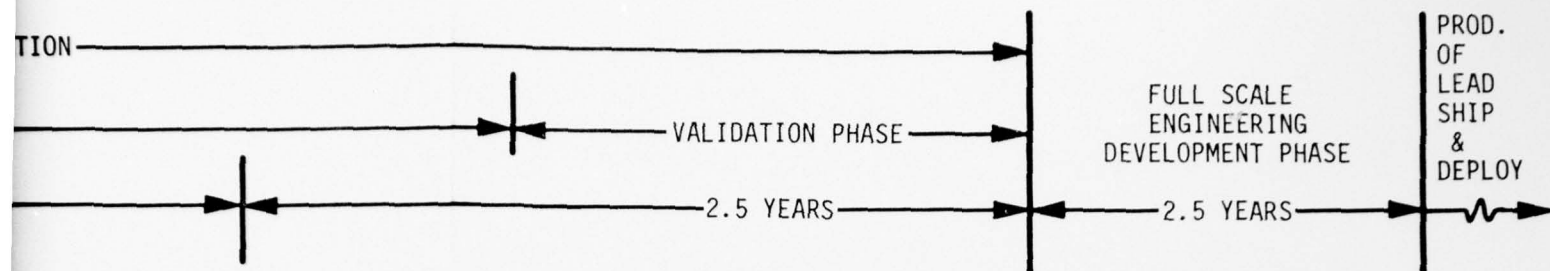 TION
VALIDATION PHASE
2.5 YEARS
FULL SCALE
ENGINEERING
DEVELOPMENT PHASE
2.5 YEARS
PROD.
OF
LEAD
SHIP
&
DEPLOY